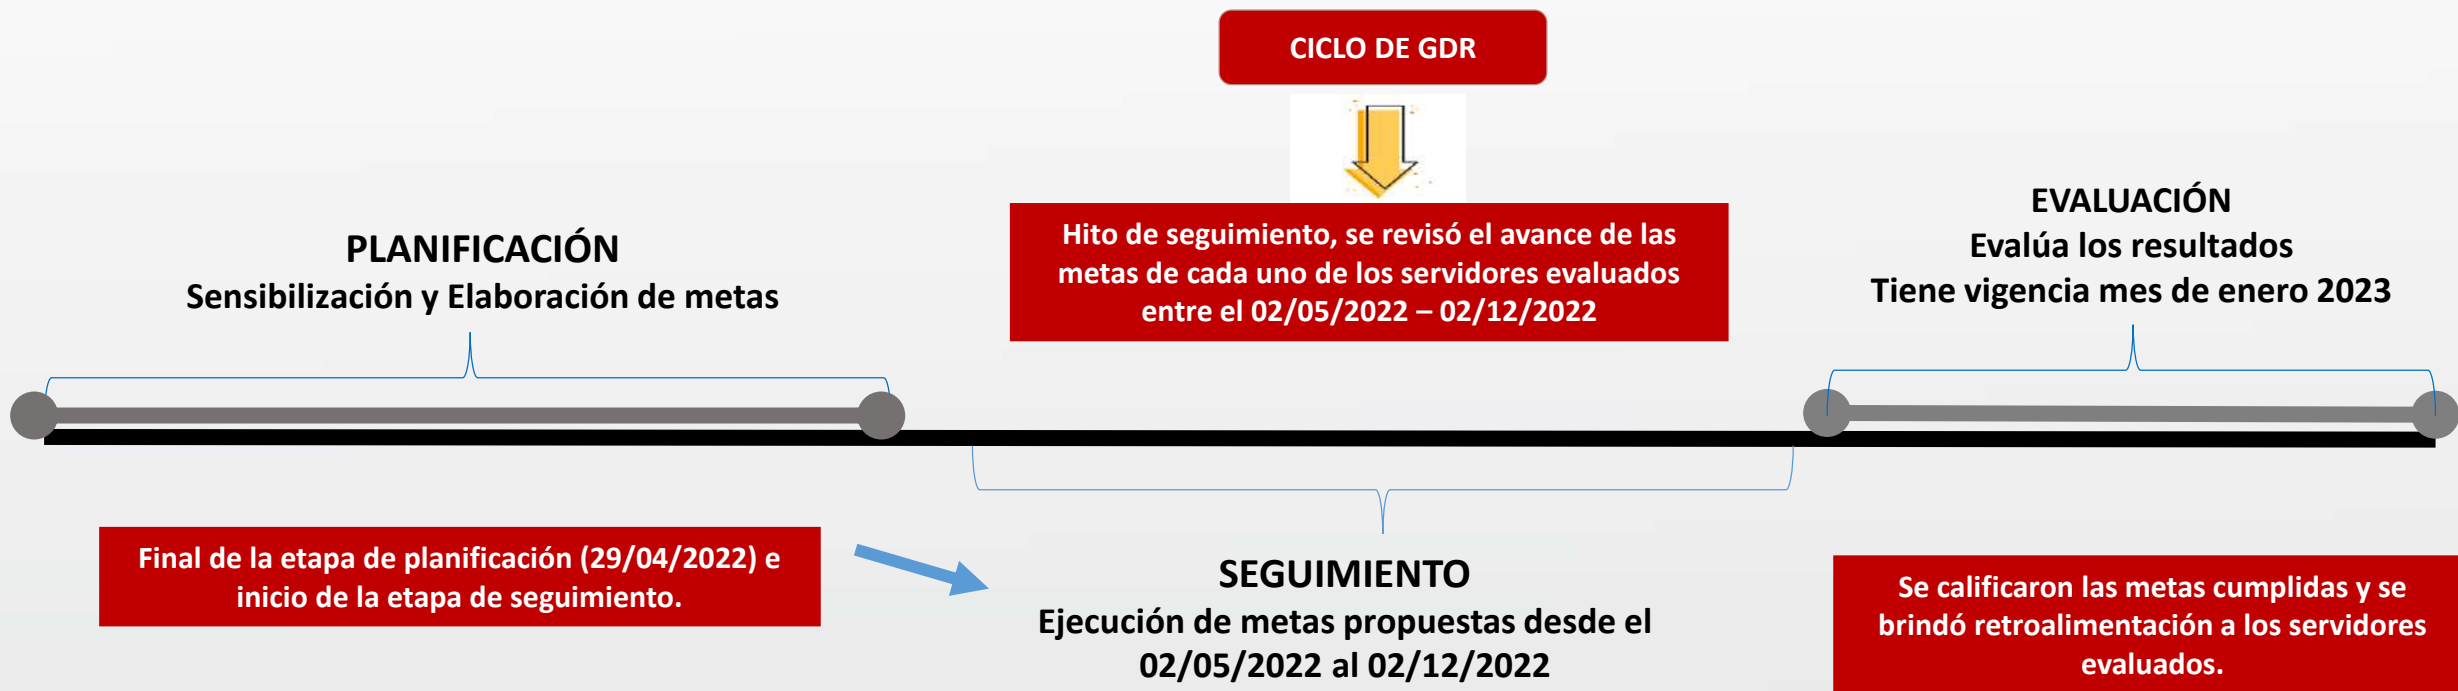 CICLO DE GDR
PLANIFICACIÓN
Sensibilización y Elaboración de metas
Hito de seguimiento, se revisó el avance de las
metas de cada uno de los servidores evaluados
entre el 02/05/2022 – 02/12/2022
EVALUACIÓN
Evalúa los resultados
Tiene vigencia mes de enero 2023
Final de la etapa de planificación (29/04/2022) e
inicio de la etapa de seguimiento.
SEGUIMIENTO
Ejecución de metas propuestas desde el
02/05/2022 al 02/12/2022
Se calificaron las metas cumplidas y se
brindó retroalimentación a los servidores
evaluados.